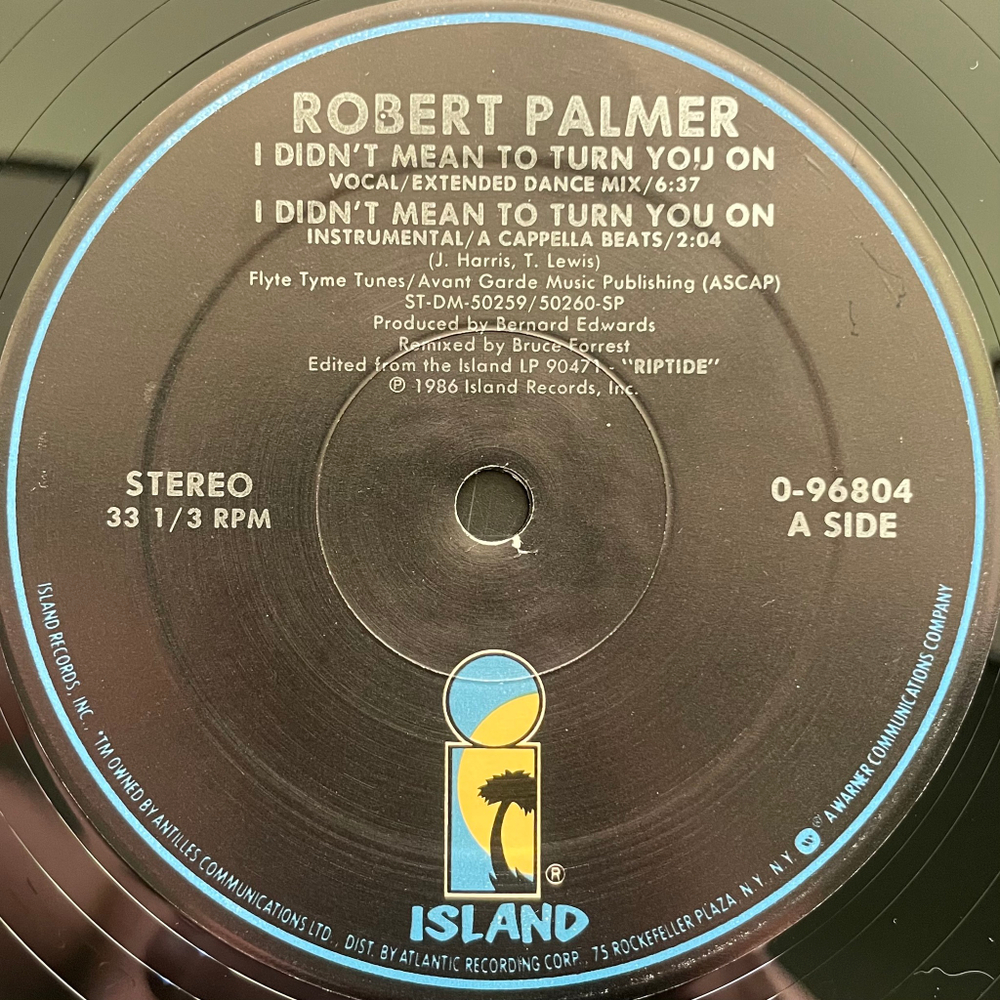 ROBERT PALMER
I DIDN'T MEAN TO TURN YOU ON
VOCAL/EXTENDED DANCE MIX/6:37
I DIDN'T MEAN TO TURN YOU ON
INSTRUMENTAL/A CAPPELLA BEATS/2:04
(J. Harris, T. Lewis)
Flyte Tyme Tunes/Avant Garde Music Publishing (ASCAP)
ST-DM-50259/50260-SP
Produced by Bernard Edwards
Remixed by Bruce Forrest
Edited from the Island LP 90471 - "RIPTIDE"
℗ 1986 Island Records, Inc.
STEREO
33 1/3 RPM
0-96804
A SIDE
®
ISLAND
ISLAND RECORDS, INC., *TM OWNED BY ANTILLES COMMUNICATIONS LTD., DIST. BY ATLANTIC RECORDING CORP., 75 ROCKEFELLER PLAZA, N.Y., N.Y. ® A WARNER COMMUNICATIONS COMPANY